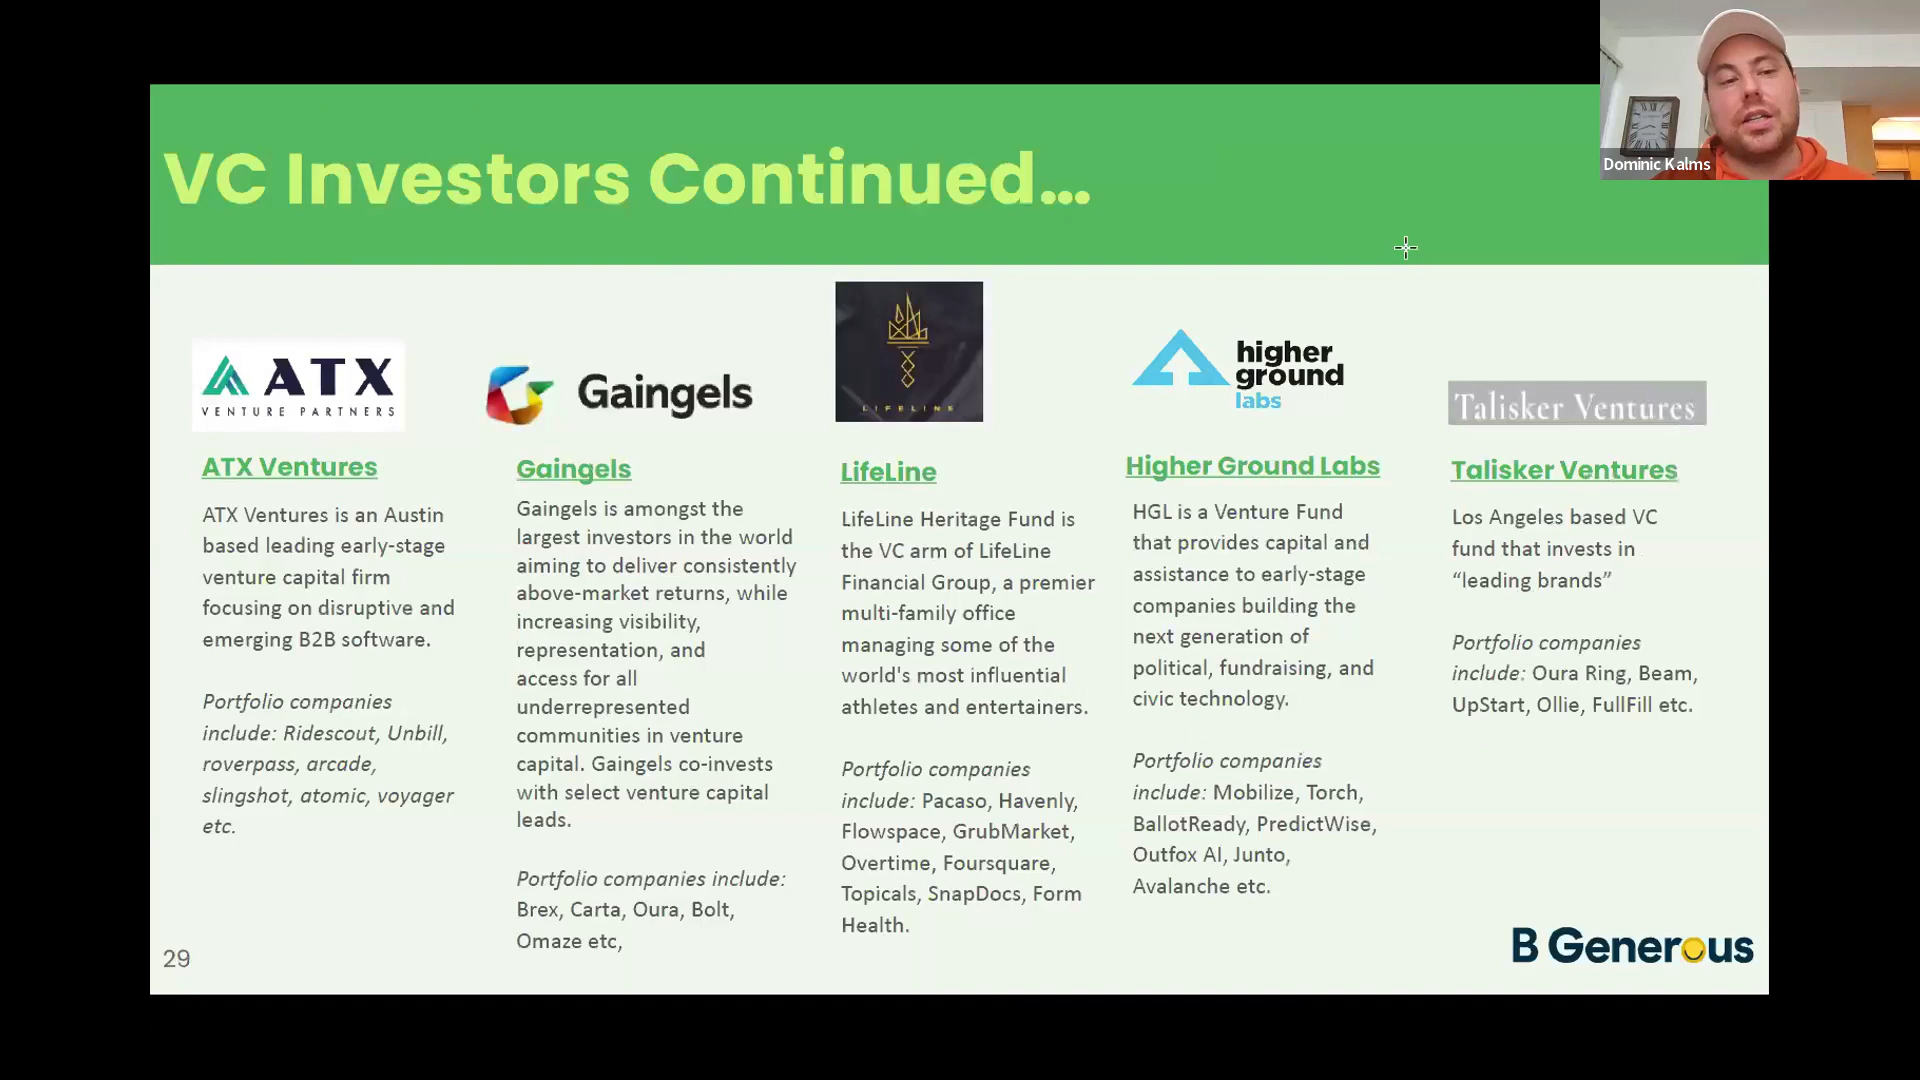 Dominic Kalms
VC Investors Continued...
ATX
VENTURE PARTNERS
ATX Ventures
ATX Ventures is an Austin
based leading early-stage
venture capital firm
focusing on disruptive and
emerging B2B software.
Portfolio companies
include: Ridescout, Unbill,
roverpass, arcade,
slingshot, atomic, voyager
etc.
Gaingels
Gaingels
Gaingels is amongst the
largest investors in the world
aiming to deliver consistently
above-market returns, while
increasing visibility,
representation, and
access for all
underrepresented
communities in venture
capital. Gaingels co-invests
with select venture capital
leads.
Portfolio companies include:
Brex, Carta, Oura, Bolt,
Omaze etc,
LIFELINE
LifeLine
LifeLine Heritage Fund is
the VC arm of LifeLine
Financial Group, a premier
multi-family office
managing some of the
world's most influential
athletes and entertainers.
Portfolio companies
include: Pacaso, Havenly,
Flowspace, GrubMarket,
Overtime, Foursquare,
Topicals, SnapDocs, Form
Health.
higher
ground
labs
Higher Ground Labs
HGL is a Venture Fund
that provides capital and
assistance to early-stage
companies building the
next generation of
political, fundraising, and
civic technology.
Portfolio companies
include: Mobilize, Torch,
BallotReady, PredictWise,
Outfox AI, Junto,
Avalanche etc.
Talisker Ventures
Talisker Ventures
Los Angeles based VC
fund that invests in
“leading brands”
Portfolio companies
include: Oura Ring, Beam,
UpStart, Ollie, FullFill etc.
29
B Generous